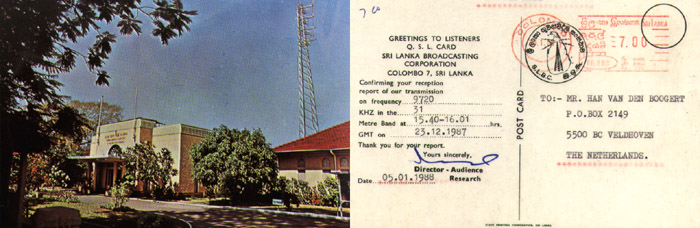 GREETINGS TO LISTENERS
Q. S. L. CARD
SRI LANKA BROADCASTING
CORPORATION
COLOMBO 7, SRI LANKA
Confirming your reception
report of our transmission
on frequency 9720
KHZ in the 31
Metre Band at 15.40-16.01 hrs,
GMT on 23.12.1987
Thank you for your report.
Yours sincerely,
Director - Audience
Research
Date 05.01.1988
POST CARD
S.L.B.C.
7.00
TO:- MR. HAN VAN DEN BOOGERT
P.O.BOX 2149
5500 BC VELDHOVEN
THE NETHERLANDS.